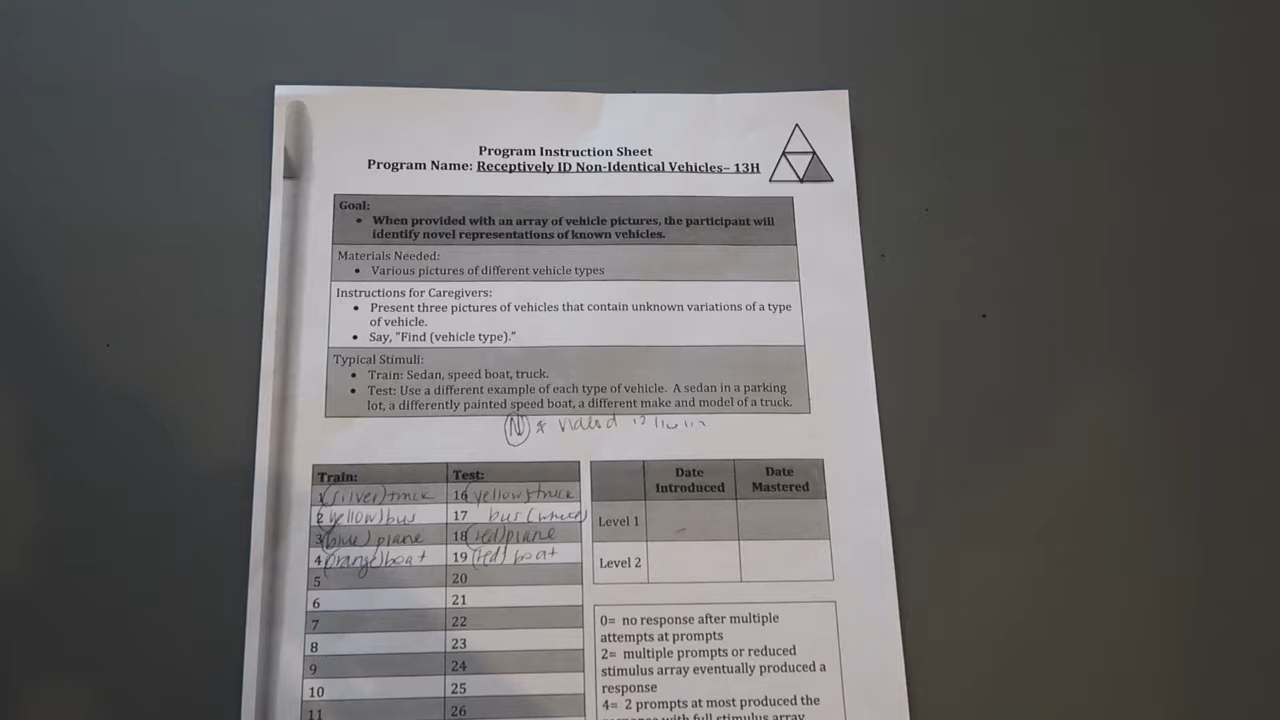 Program Instruction Sheet
Program Name: Receptively ID Non-Identical Vehicles– 13H
Goal:
• When provided with an array of vehicle pictures, the participant will
identify novel representations of known vehicles.
Materials Needed:
• Various pictures of different vehicle types
Instructions for Caregivers:
• Present three pictures of vehicles that contain unknown variations of a type
of vehicle.
• Say, "Find (vehicle type)."
Typical Stimuli:
• Train: Sedan, speed boat, truck.
• Test: Use a different example of each type of vehicle. A sedan in a parking
lot, a differently painted speed boat, a different make and model of a truck.
(N)
Train: Test:
1 (silver) truck 16 (yellow) truck
2 (yellow) bus 17 bus (white)
3 (blue) plane 18 (red) plane
4 (orange) boat 19 (red) boat
5 20
6 21
7 22
8 23
9 24
10 25
11 26
Date Introduced Date Mastered
Level 1
Level 2
0= no response after multiple
attempts at prompts
2= multiple prompts or reduced
stimulus array eventually produced a
response
4= 2 prompts at most produced the
response with full stimulus array